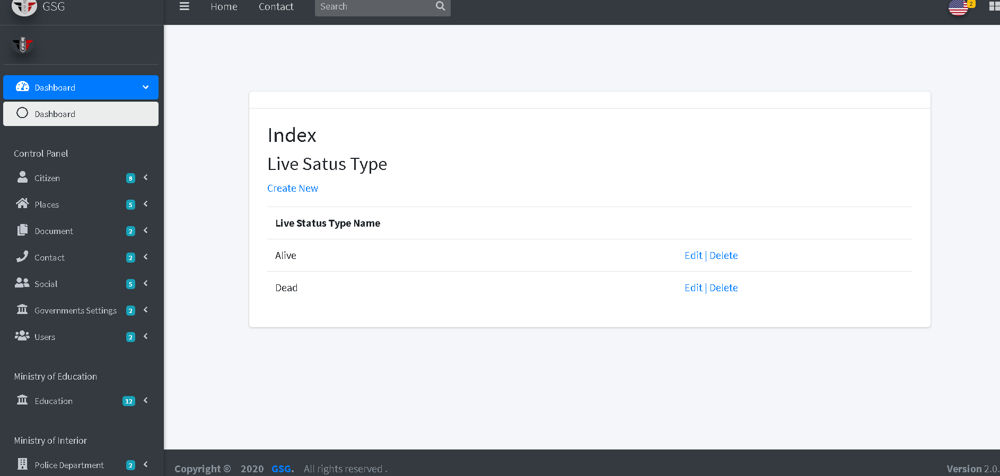 GSG
Home Contact Search
2
Dashboard
Dashboard
Control Panel
Citizen 8
Places 5
Document 2
Contact 2
Social 5
Governments Settings 2
Users 2
Ministry of Education
Education 12
Ministry of Interior
Police Department 2
Index
Live Satus Type
Create New
Live Status Type Name
Alive Edit | Delete
Dead Edit | Delete
Copyright © 2020 GSG. All rights reserved .
Version 2.0.